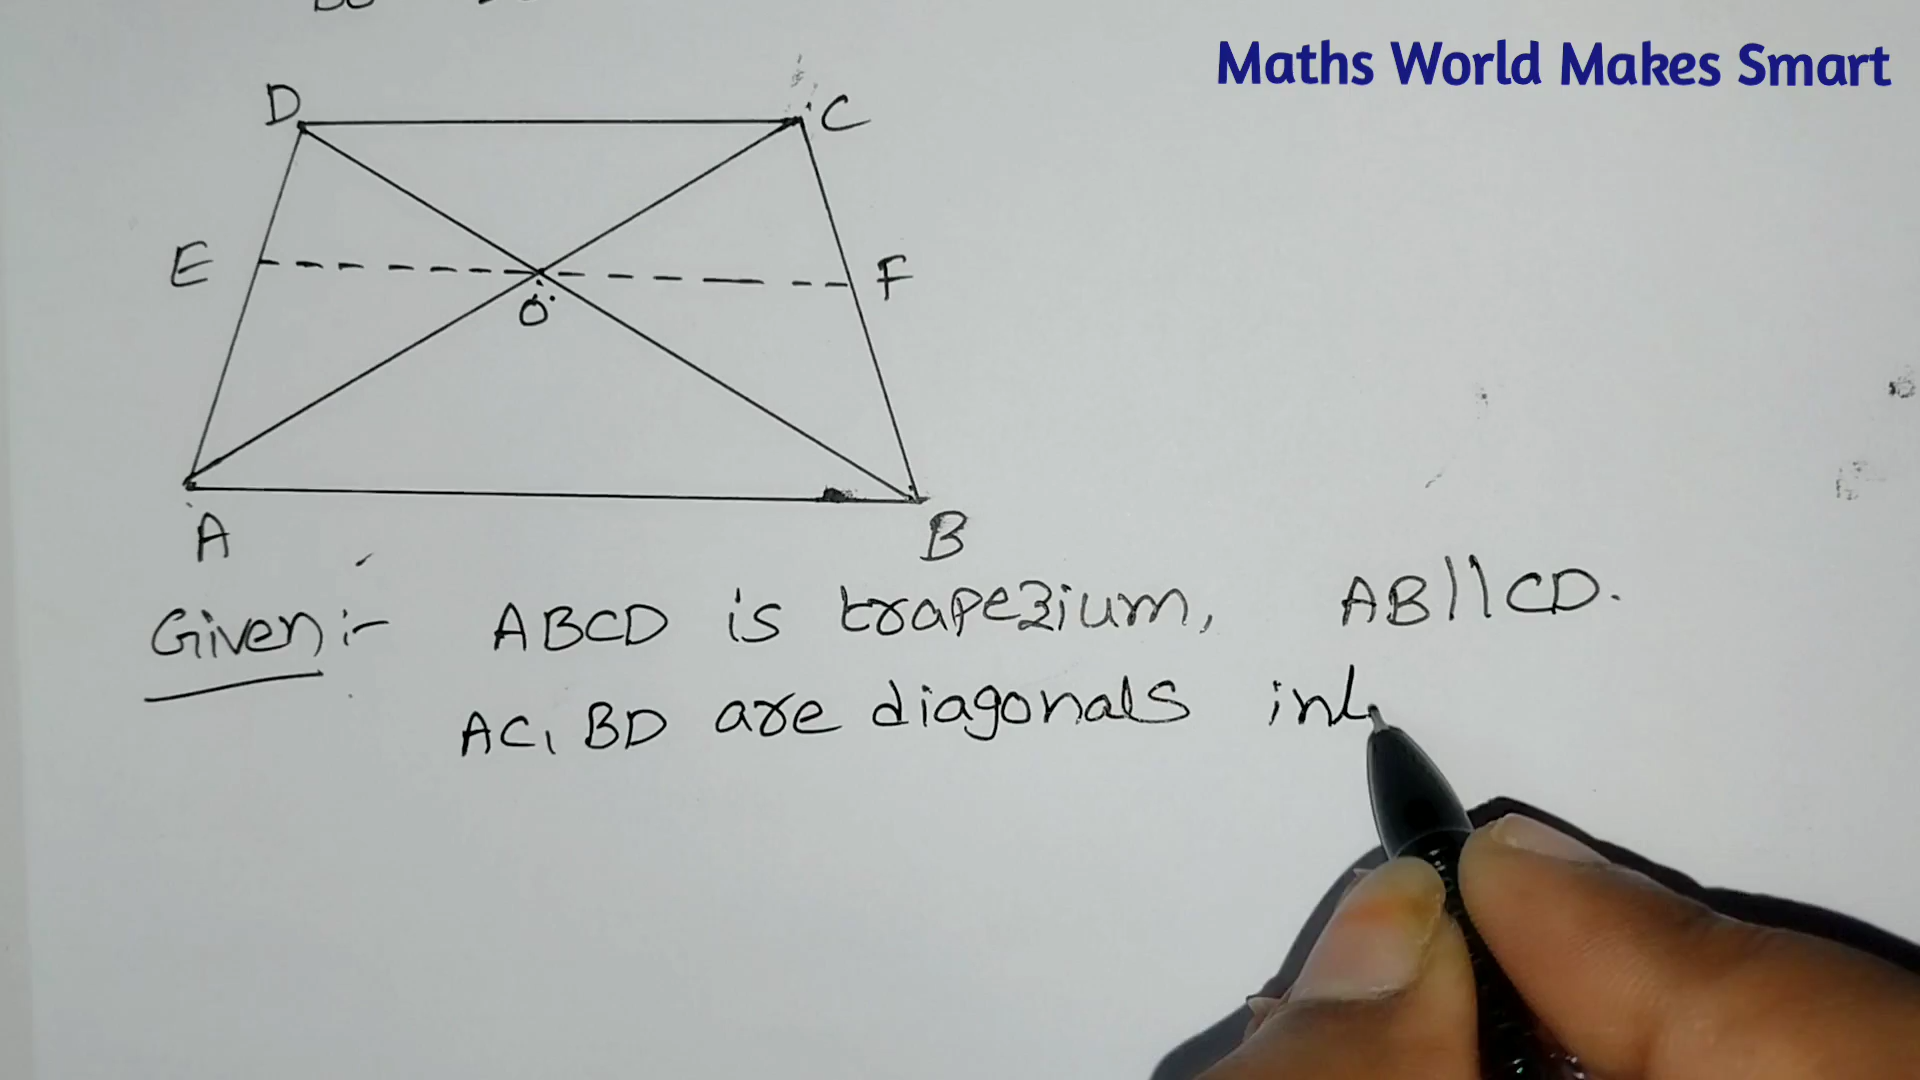 Maths World Makes Smart
D
C
E
F
O
A
B
Given :- ABCD is trapezium, AB||CD.
AC, BD are diagonals int